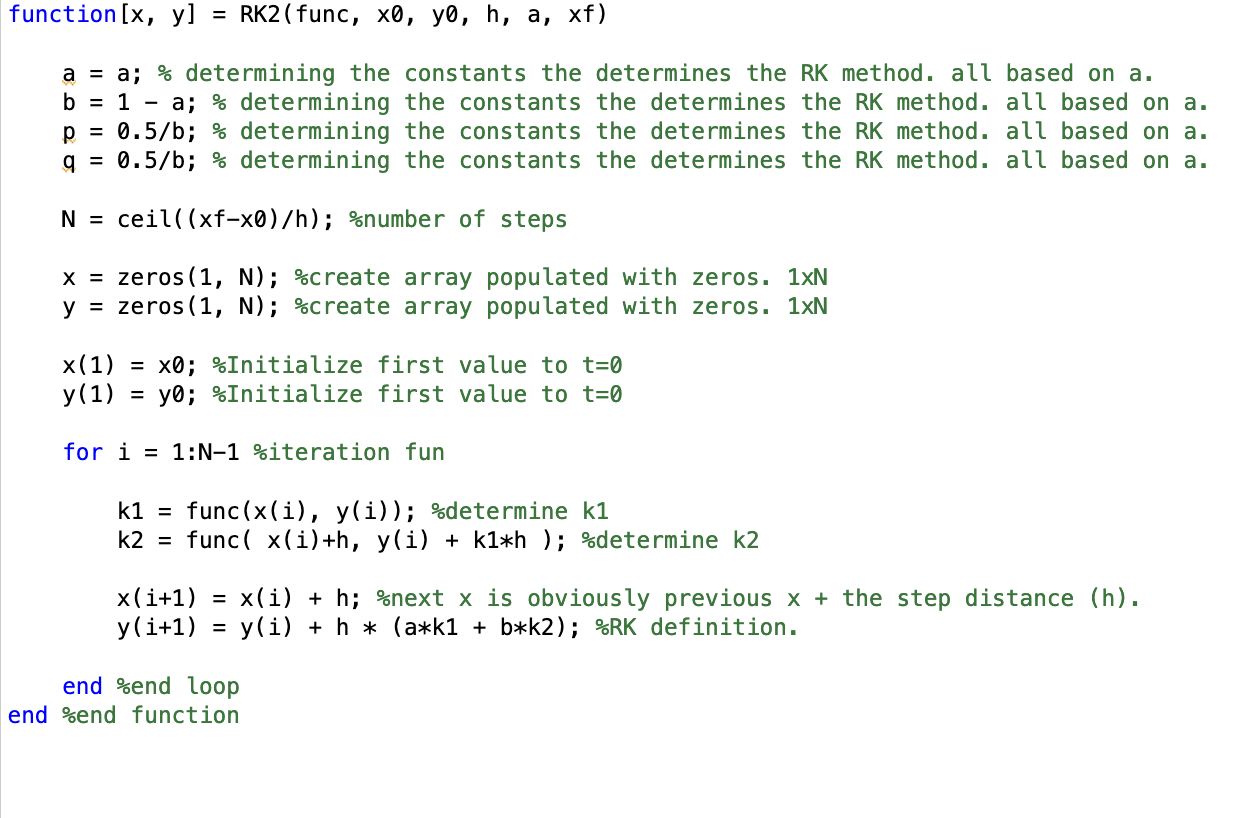 function[x, y] = RK2(func, x0, y0, h, a, xf)
a = a; % determining the constants the determines the RK method. all based on a.
b = 1 - a; % determining the constants the determines the RK method. all based on a.
p = 0.5/b; % determining the constants the determines the RK method. all based on a.
q = 0.5/b; % determining the constants the determines the RK method. all based on a.
N = ceil((xf-x0)/h); %number of steps
x = zeros(1, N); %create array populated with zeros. 1xN
y = zeros(1, N); %create array populated with zeros. 1xN
x(1) = x0; %Initialize first value to t=0
y(1) = y0; %Initialize first value to t=0
for i = 1:N-1 %iteration fun
k1 = func(x(i), y(i)); %determine k1
k2 = func( x(i)+h, y(i) + k1*h ); %determine k2
x(i+1) = x(i) + h; %next x is obviously previous x + the step distance (h).
y(i+1) = y(i) + h * (a*k1 + b*k2); %RK definition.
end %end loop
end %end function